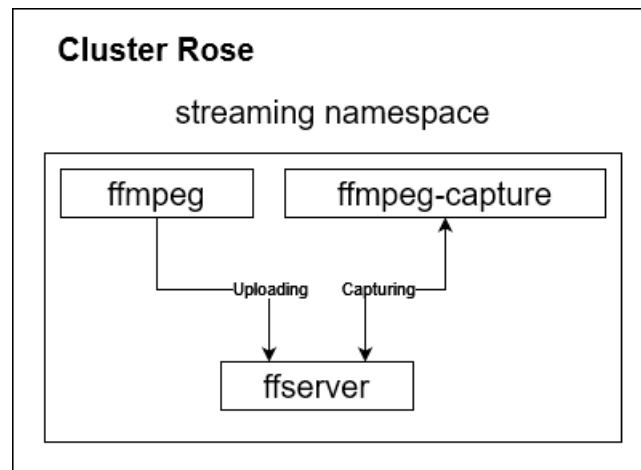 Cluster Rose
streaming namespace
ffmpeg
ffmpeg-capture
Uploading
Capturing
ffserver